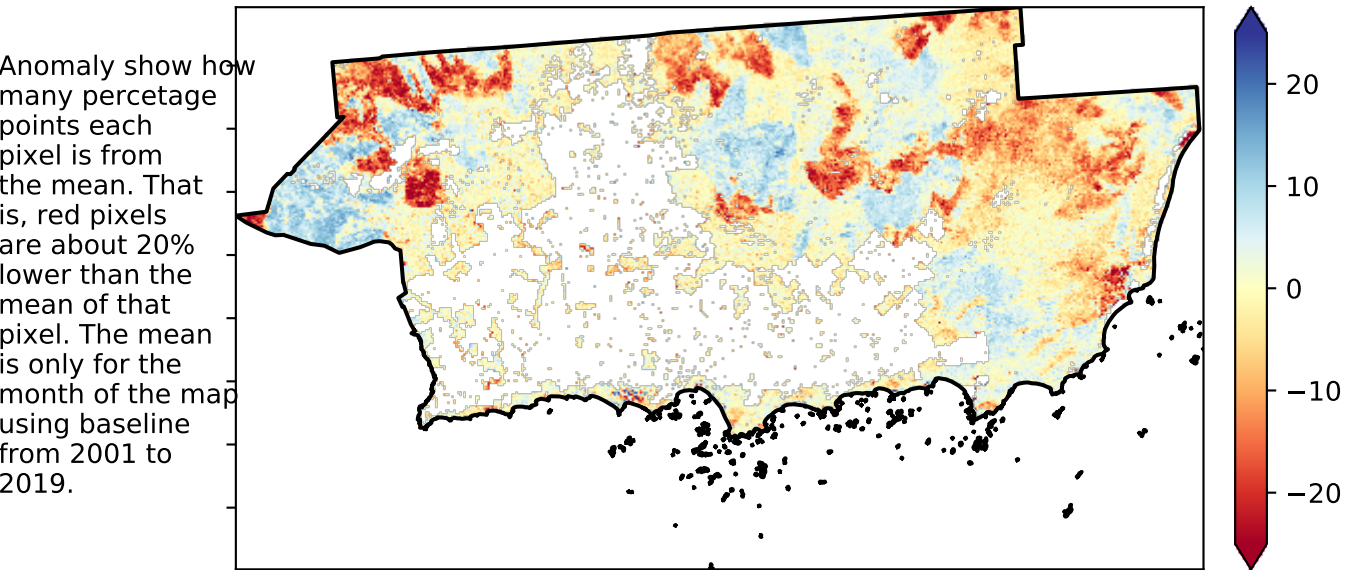 Anomaly show how
many percetage
points each
pixel is from
the mean. That
is, red pixels
are about 20%
lower than the
mean of that
pixel. The mean
is only for the
month of the map
using baseline
from 2001 to
2019.
20
10
0
−10
−20